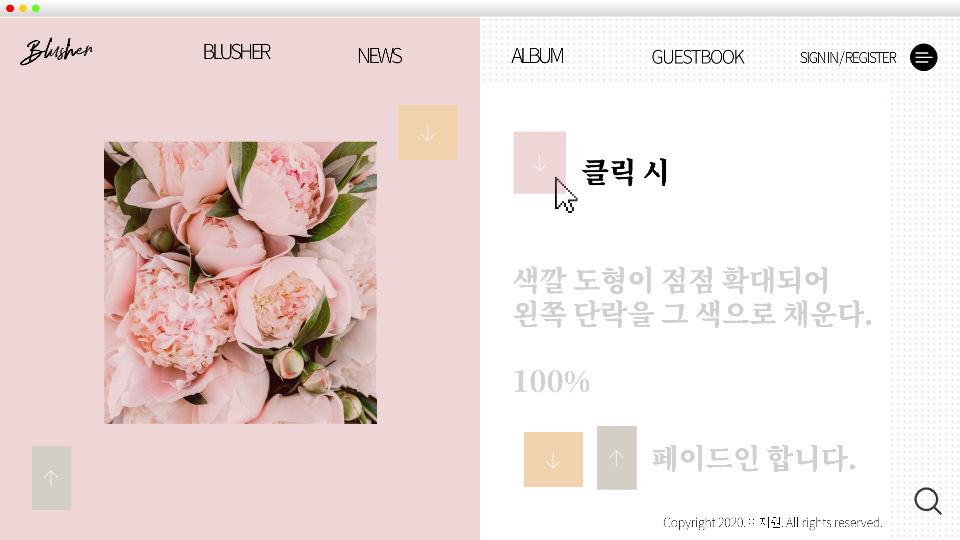 Blusher
BLUSHER
NEWS
ALBUM
GUESTBOOK
SIGN IN / REGISTER
클릭 시
색깔 도형이 점점 확대되어
왼쪽 단락을 그 색으로 채운다.
100%
페이드인 합니다.
Copyright 2020. :: 지원. All rights reserved.